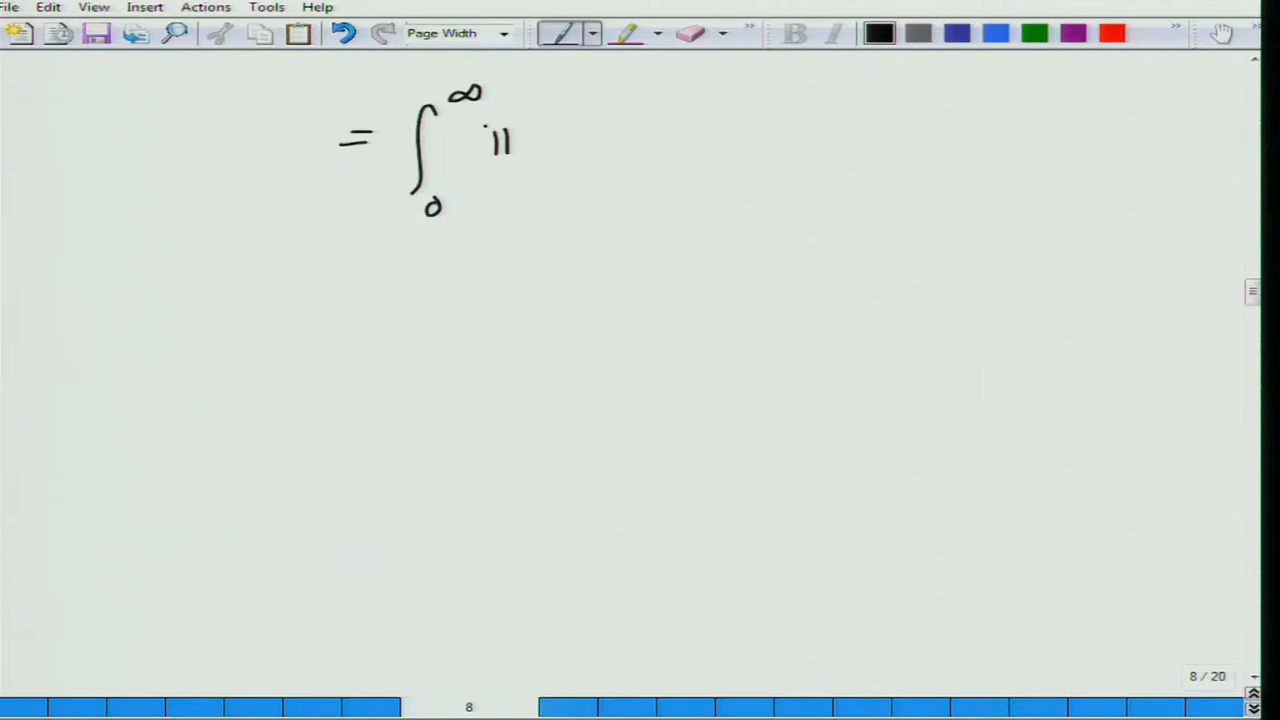 File Edit View Insert Actions Tools Help
Page Width » B I » »
= ∫₀^∞
8 / 20
8